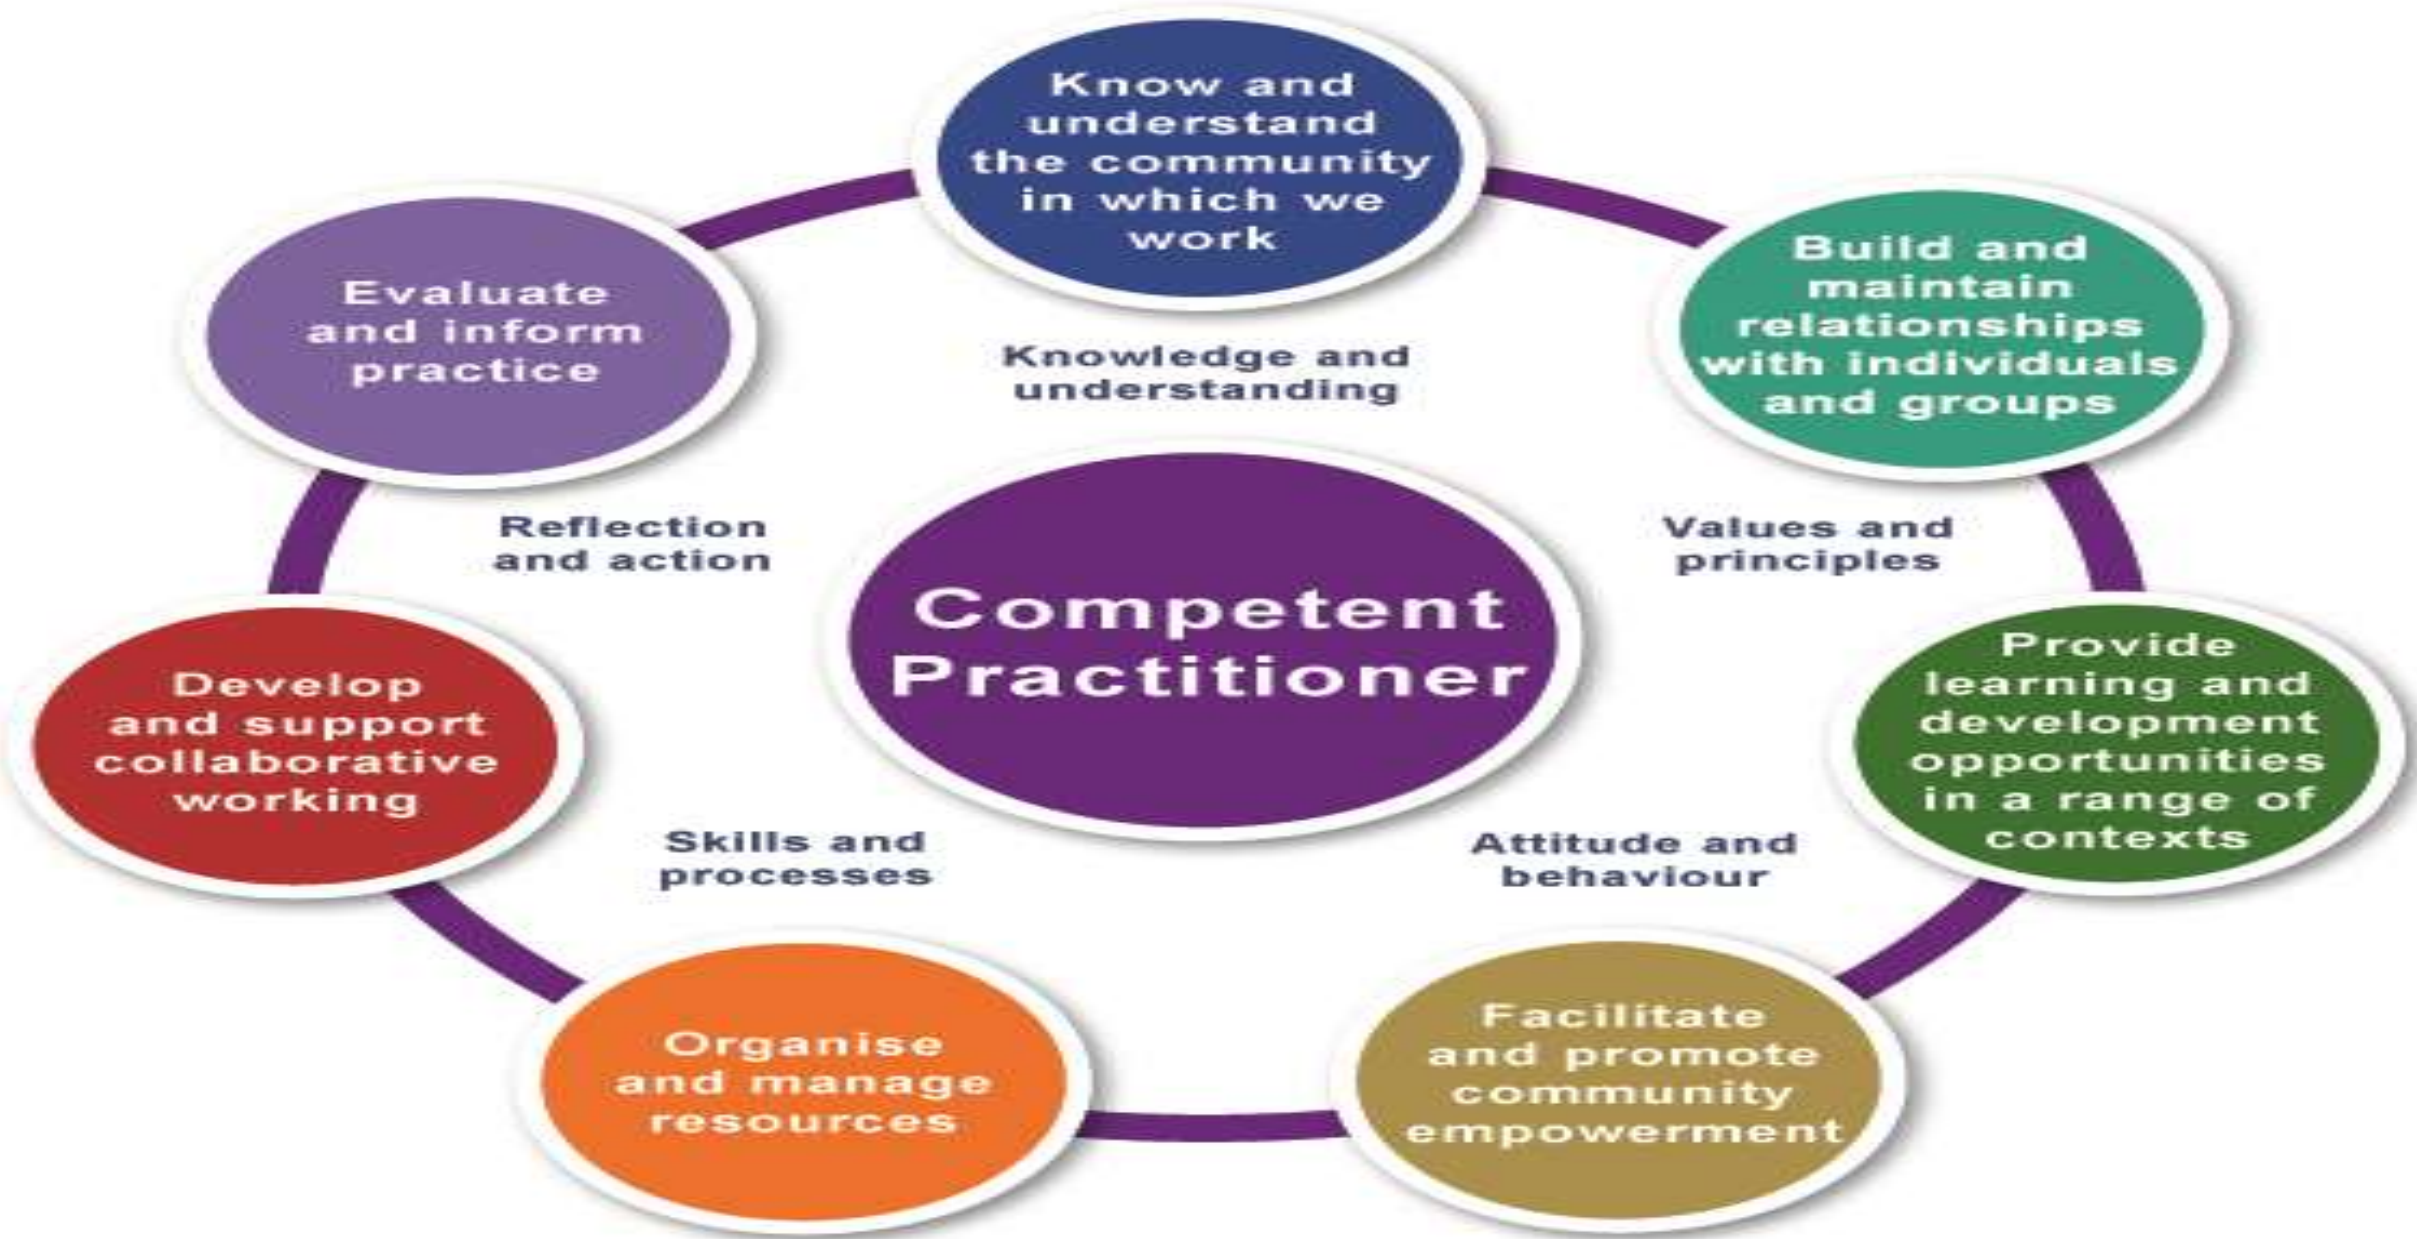 Know and
understand
the community
in which we
work
Build and
maintain
relationships
with individuals
and groups
Provide
learning and
development
opportunities
in a range of
contexts
Facilitate
and promote
community
empowerment
Organise
and manage
resources
Develop
and support
collaborative
working
Evaluate
and inform
practice
Knowledge and
understanding
Values and
principles
Attitude and
behaviour
Skills and
processes
Reflection
and action
Competent
Practitioner